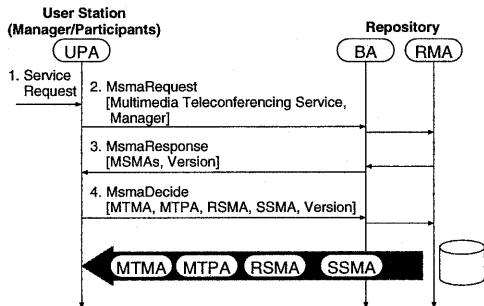 User Station
(Manager/Participants)
Repository
UPA
BA
RMA
1. Service
Request
2. MsmaRequest
[Multimedia Teleconferencing Service,
Manager]
3. MsmaResponse
[MSMAs, Version]
4. MsmaDecide
[MTMA, MTPA, RSMA, SSMA, Version]
MTMA MTPA RSMA SSMA